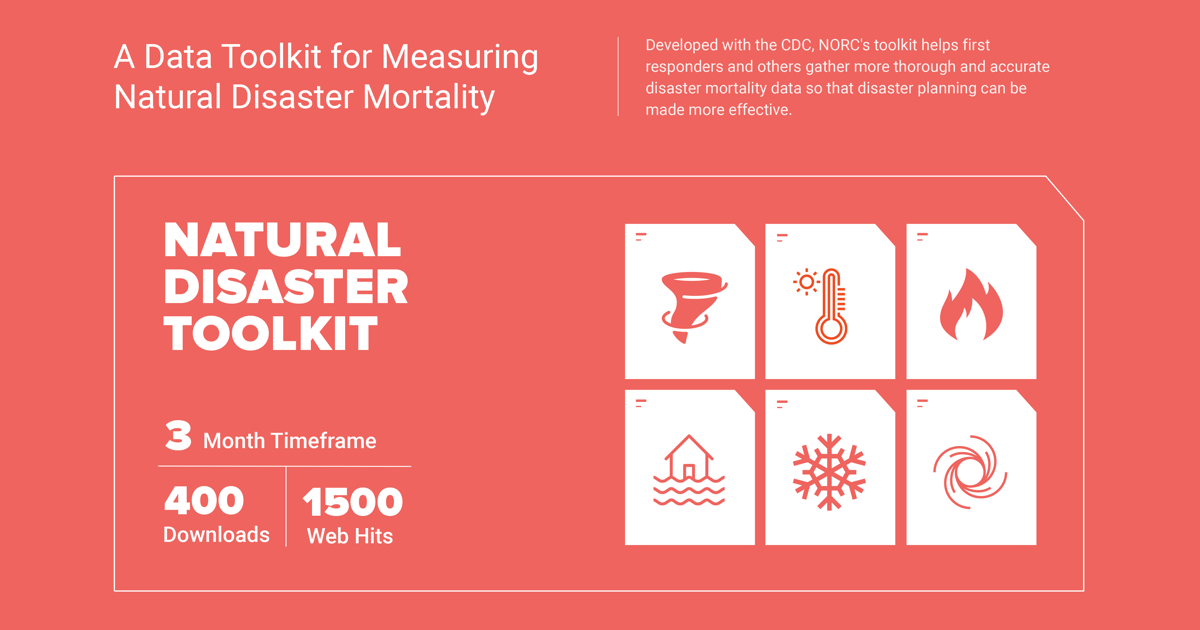 A Data Toolkit for Measuring
Natural Disaster Mortality
Developed with the CDC, NORC's toolkit helps first
responders and others gather more thorough and accurate
disaster mortality data so that disaster planning can be
made more effective.
NATURAL
DISASTER
TOOLKIT
3 Month Timeframe
400
Downloads
1500
Web Hits